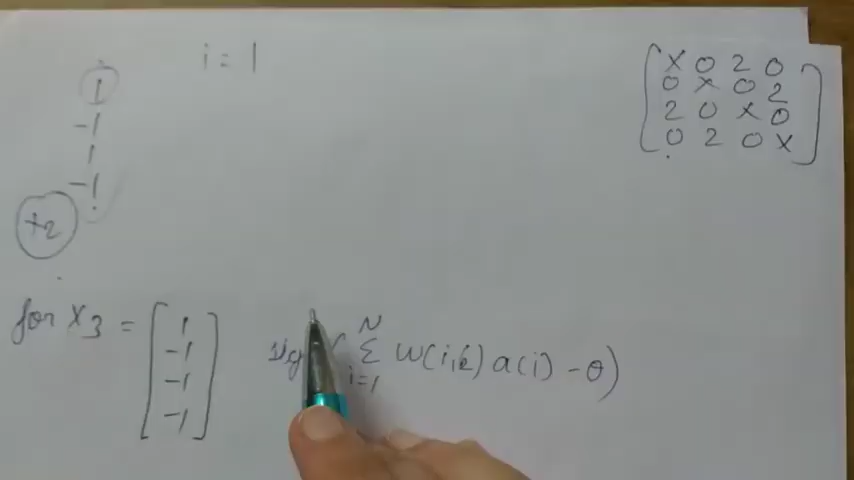 i = 1
1
-1
1
-1
+2
X 0 2 0
0 X 0 2
2 0 X 0
0 2 0 X
for X3 = [ 1 -1 -1 -1 ]
N
Σ w(i,k) a(i) - θ)
i=1